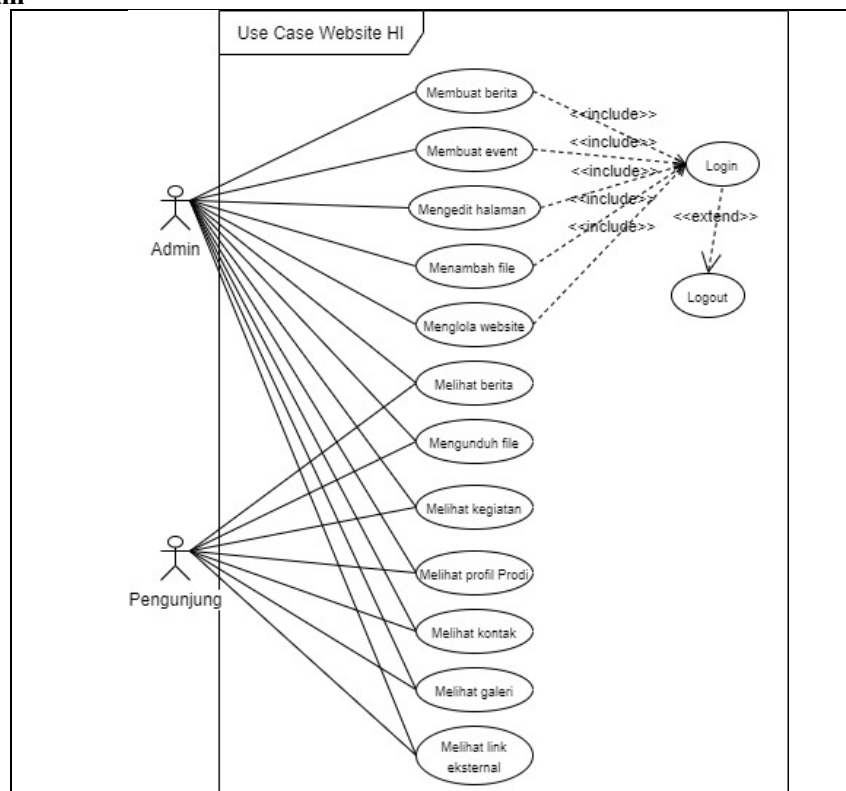 Use Case Website HI
Membuat berita
<<include>>
Membuat event
<<include>>
Login
<<include>>
Mengedit halaman
<<include>>
<<extend>>
<<include>>
Admin
Menambah file
Logout
Menglola website
Melihat berita
Mengunduh file
Melihat kegiatan
Melihat profil Prodi
Pengunjung
Melihat kontak
Melihat galeri
Melihat link
eksternal